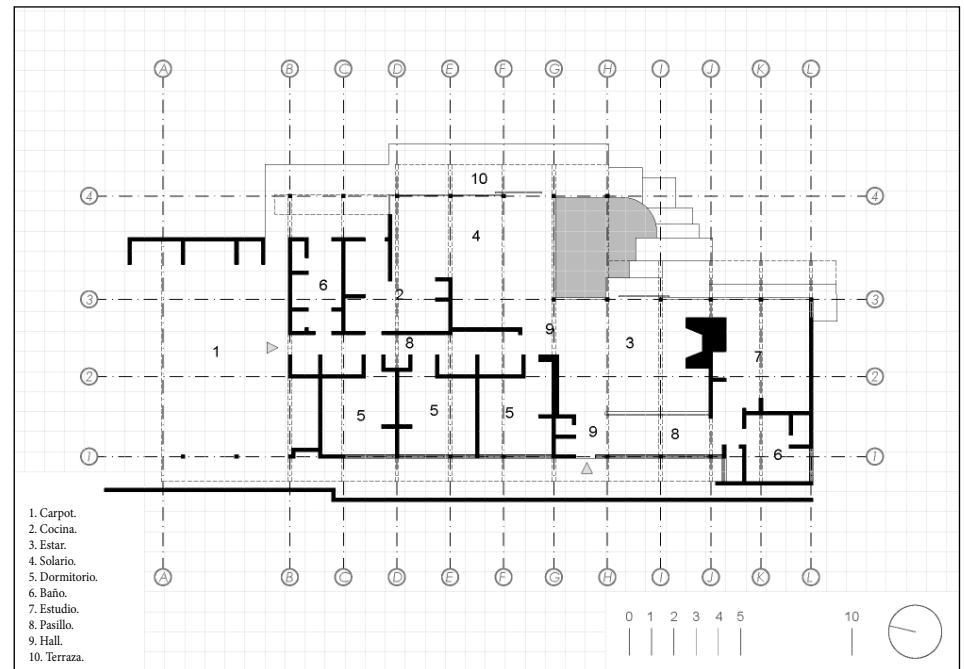 A B C D E F G H I J K L
10
4 4
4
6
2
3 3
9
1
8
3
7
2 2
5
5
5
9
8
6
1 1
1. Carpot.
2. Cocina.
3. Estar.
4. Solario.
5. Dormitorio.
6. Baño.
7. Estudio.
8. Pasillo.
9. Hall.
10. Terraza.
A B C D E F G H I J K L
0 1 2 3 4 5 10